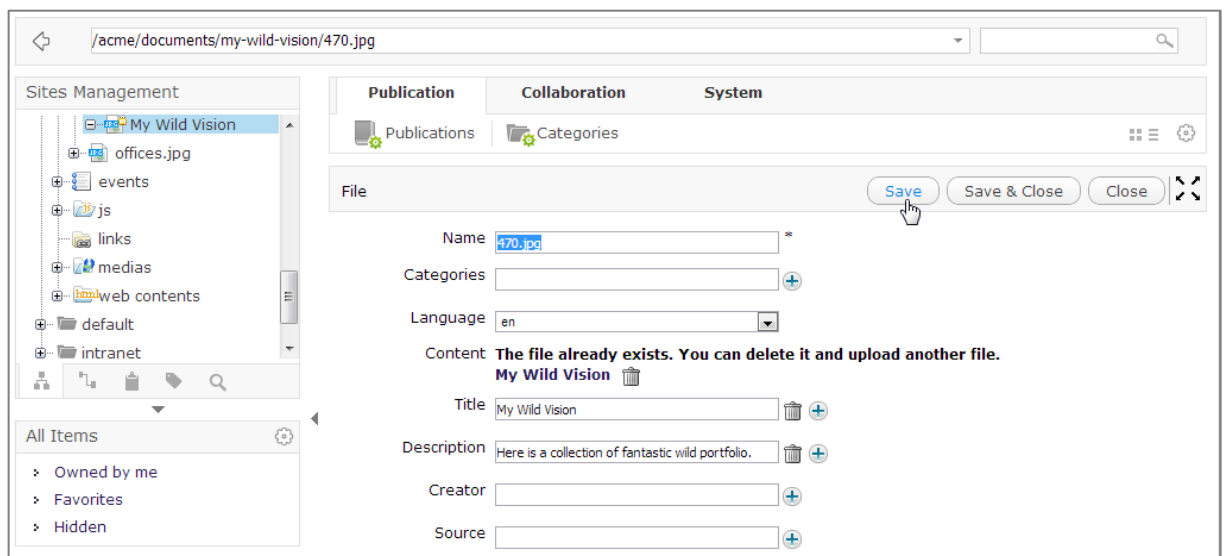 /acme/documents/my-wild-vision/470.jpg
Sites Management
My Wild Vision
offices.jpg
events
js
links
medias
web contents
default
intranet
All Items
Owned by me
Favorites
Hidden
Publication Collaboration System
Publications Categories
File Save Save & Close Close
Name 470.jpg *
Categories
Language en
Content The file already exists. You can delete it and upload another file.
My Wild Vision
Title My Wild Vision
Description Here is a collection of fantastic wild portfolio.
Creator
Source